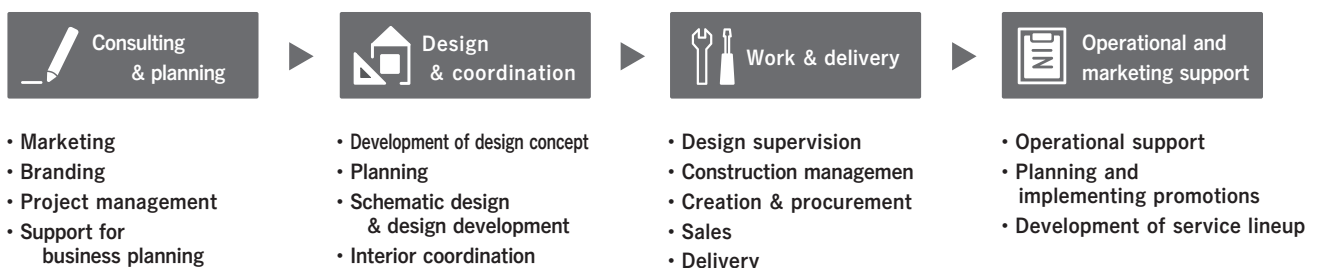 Consulting
& planning
Design
& coordination
Work & delivery
Operational and
marketing support
・Marketing
・Branding
・Project management
・Support for
business planning
・Development of design concept
・Planning
・Schematic design
& design development
・Interior coordination
・Design supervision
・Construction managemen
・Creation & procurement
・Sales
・Delivery
・Operational support
・Planning and
implementing promotions
・Development of service lineup